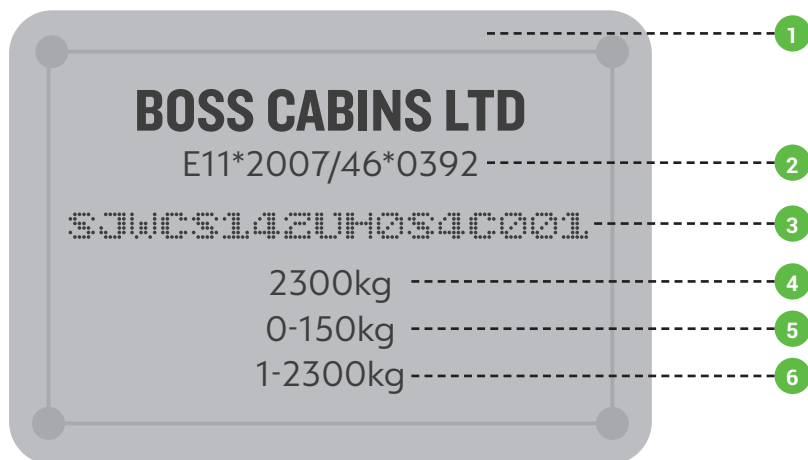 1
BOSS CABINS LTD
E11*2007/46*0392 2
SJWCS142UH0S4C001 3
2300kg 4
0-150kg 5
1-2300kg 6